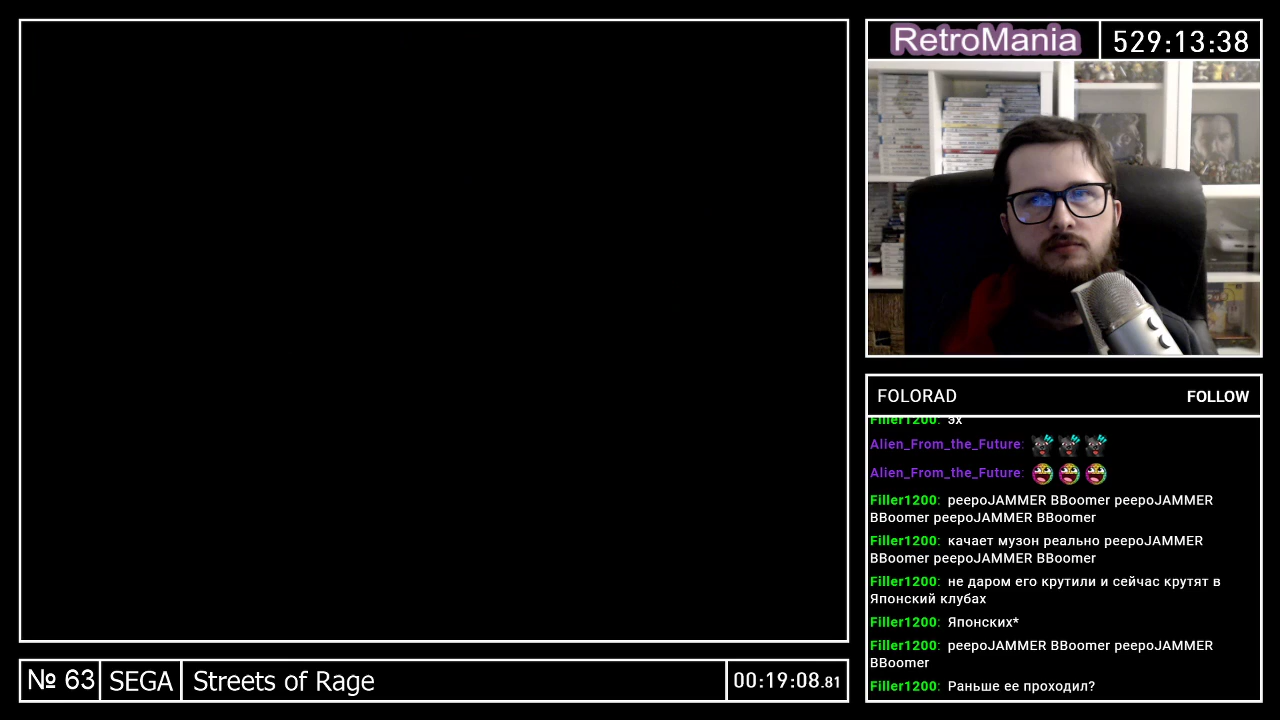 RetroMania
529:13:38
FOLORAD
FOLLOW
Filler1200: эх
Alien_From_the_Future:
Alien_From_the_Future:
Filler1200: peepoJAMMER BBoomer peepoJAMMER
BBoomer peepoJAMMER BBoomer
Filler1200: качает музон реально peepoJAMMER
BBoomer peepoJAMMER BBoomer
Filler1200: не даром его крутили и сейчас крутят в
Японский клубах
Filler1200: Японских*
Filler1200: peepoJAMMER BBoomer peepoJAMMER
BBoomer
Filler1200: Раньше ее проходил?
№ 63
SEGA
Streets of Rage
00:19:08.81